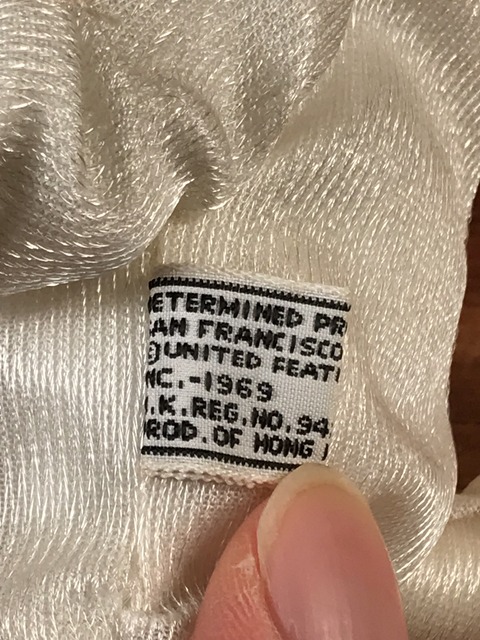 ETERMINED PR
AN FRANCISCO
©UNITED FEAT
NC.-1969
.K.REG.NO.94
ROD.OF HONG